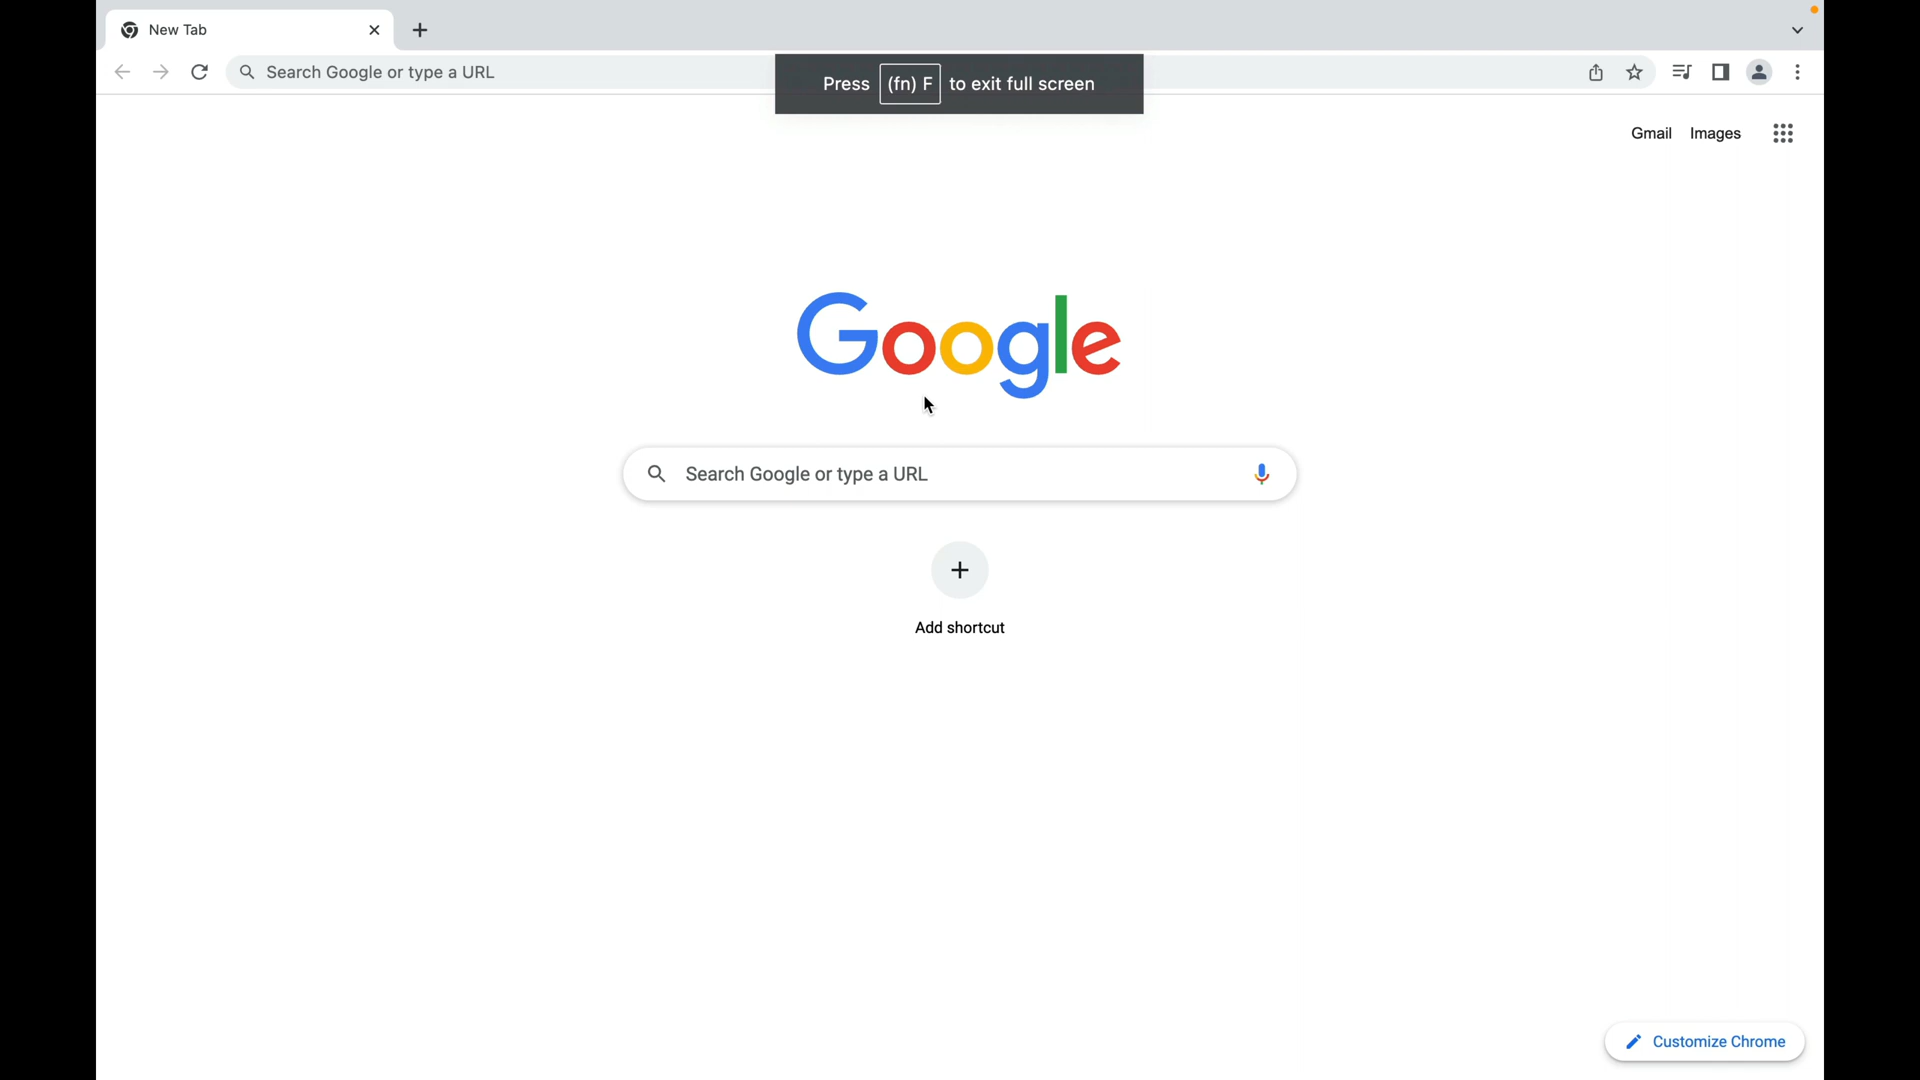 New Tab
Search Google or type a URL
Press (fn) F to exit full screen
Gmail Images
Google
Search Google or type a URL
Add shortcut
Customize Chrome